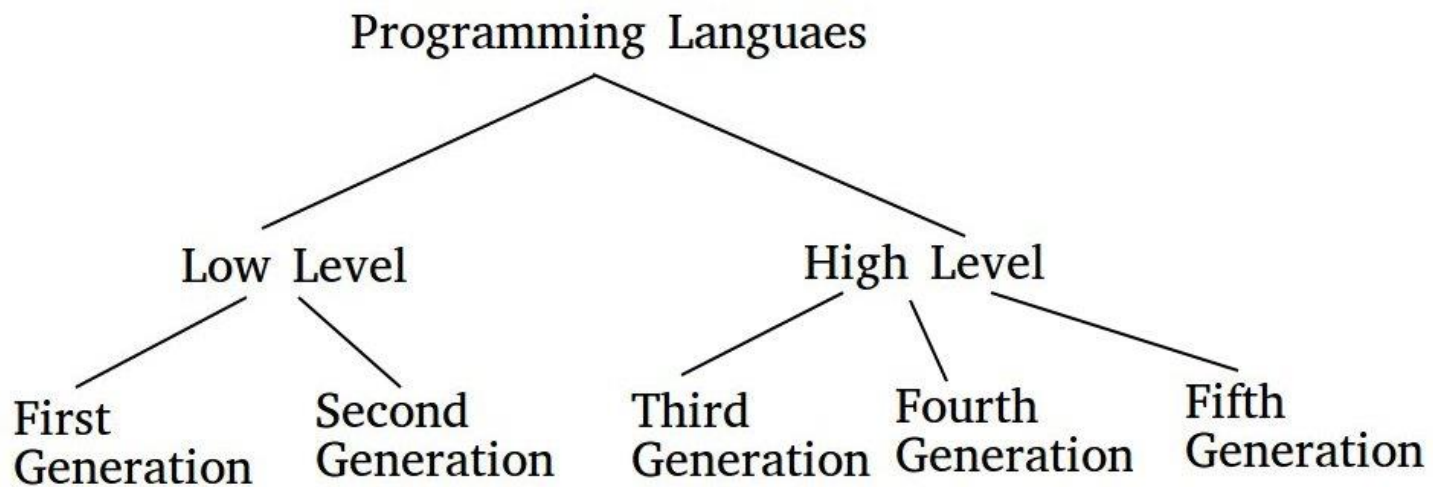 Programming Languaes
Low Level
High Level
First
Generation
Second
Generation
Third
Generation
Fourth
Generation
Fifth
Generation